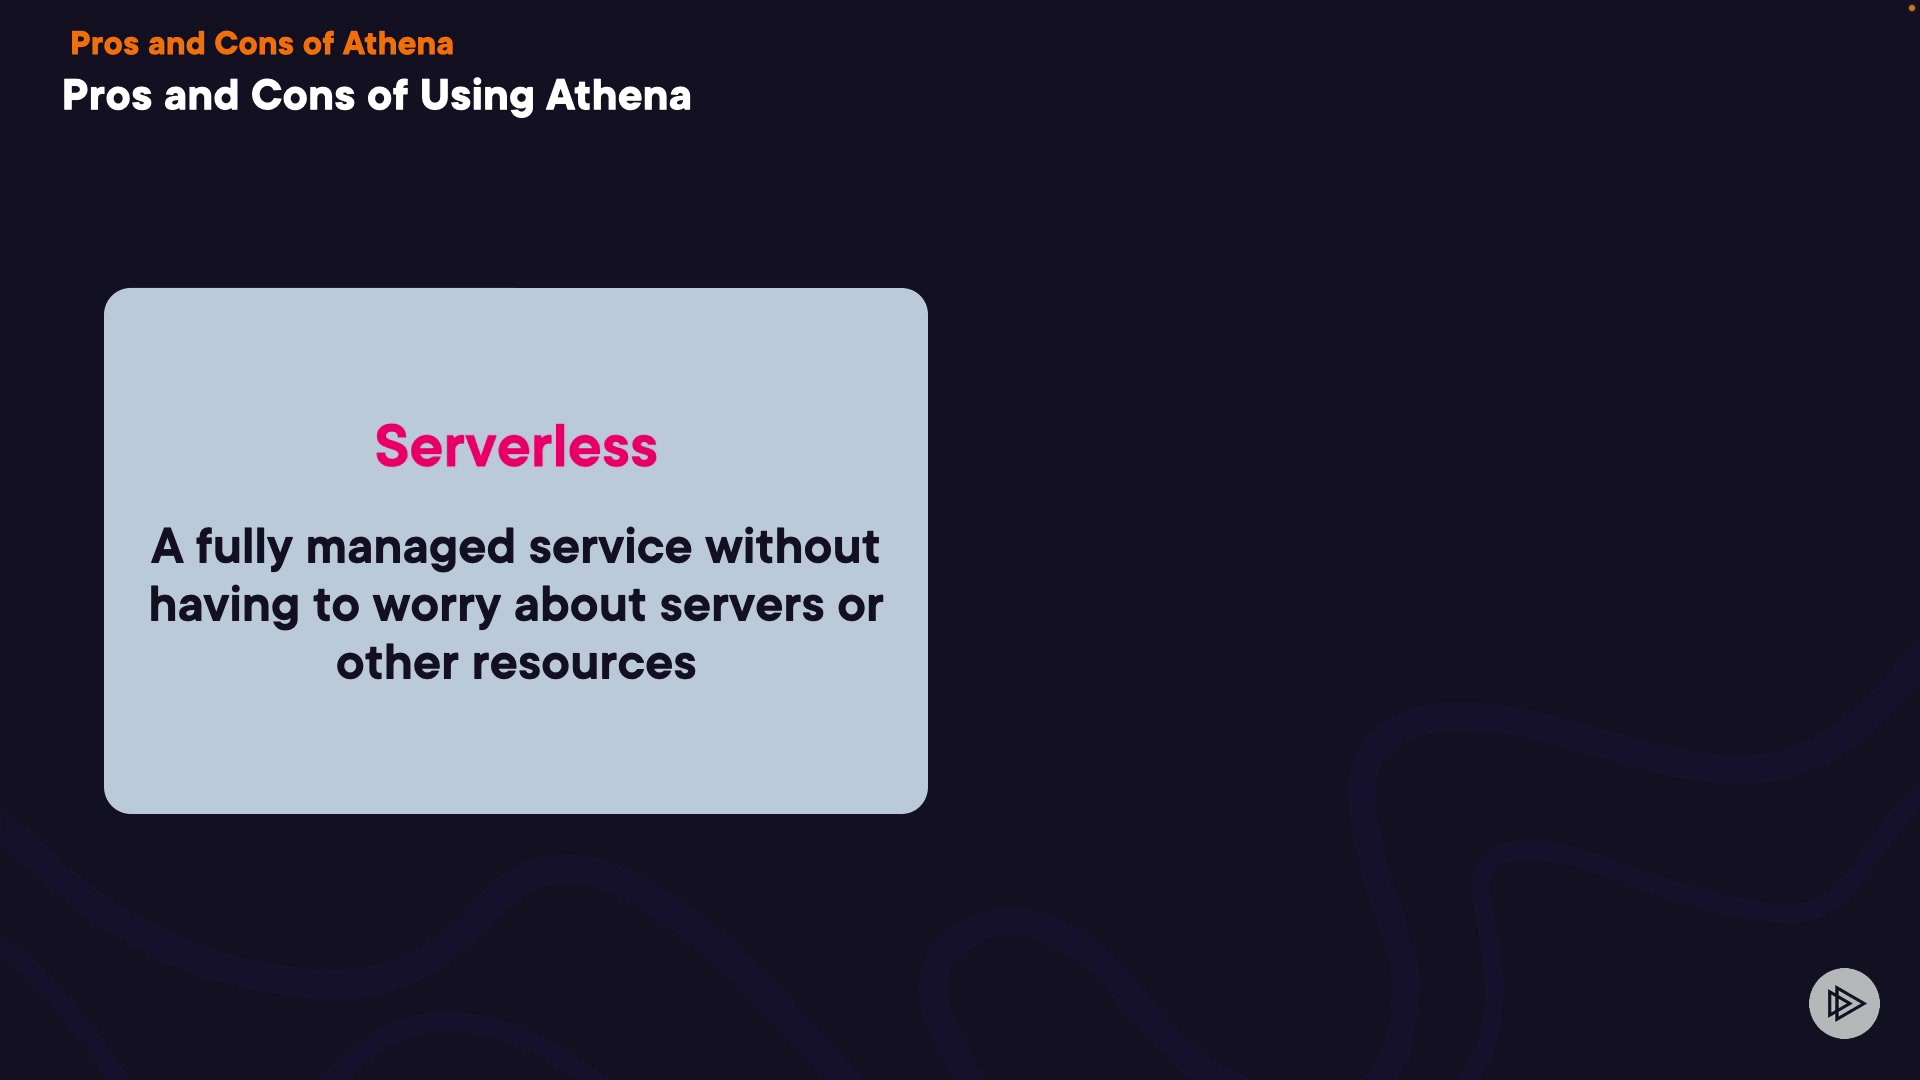 Pros and Cons of Athena
Pros and Cons of Using Athena
Serverless
A fully managed service without
having to worry about servers or
other resources